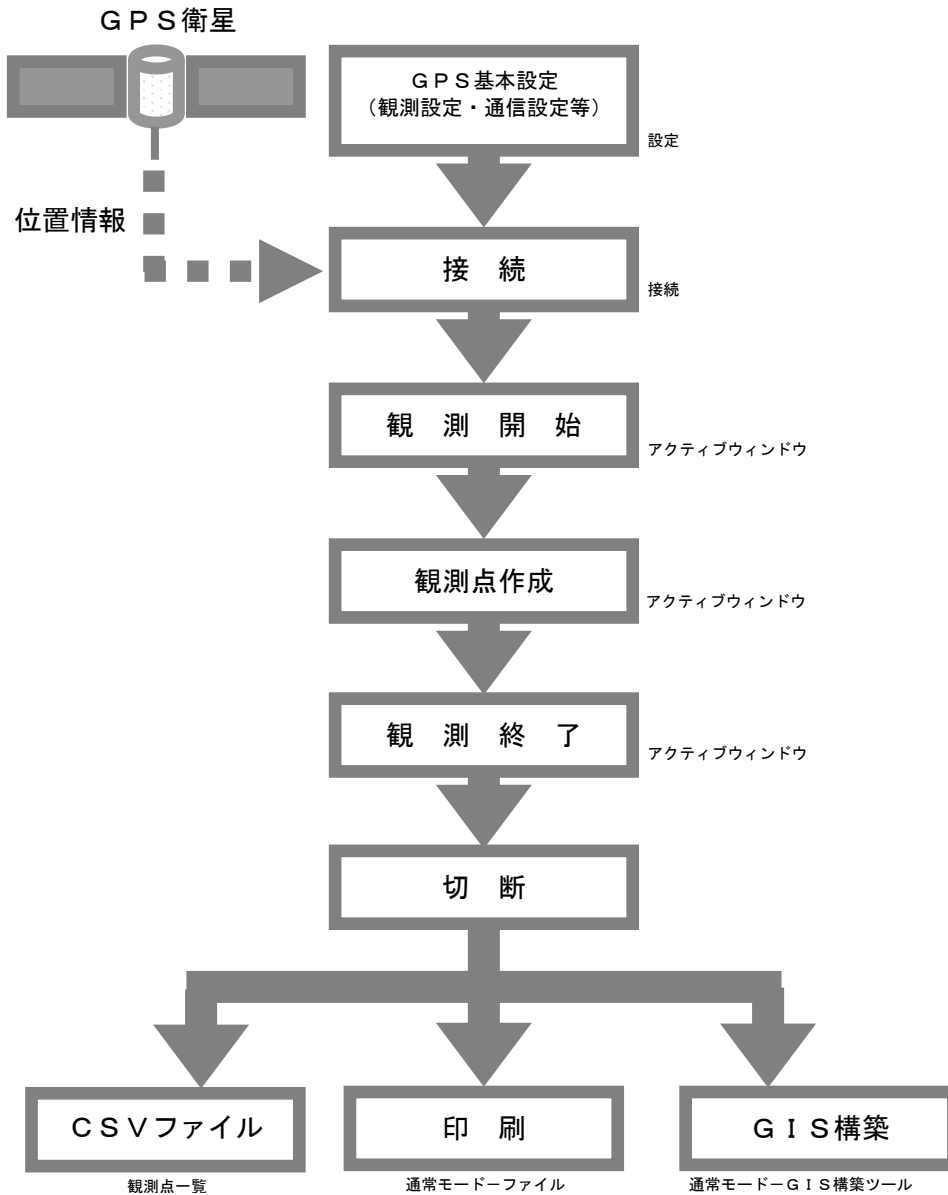 ＧＰＳ衛星
ＧＰＳ基本設定
（観測設定・通信設定等）
設定
位置情報
接　続
接続
観　測　開　始
アクティブウィンドウ
観測点作成
アクティブウィンドウ
観　測　終　了
アクティブウィンドウ
切　断
ＣＳＶファイル
印　刷
ＧＩＳ構築
観測点一覧
通常モード－ファイル
通常モード－ＧＩＳ構築ツール